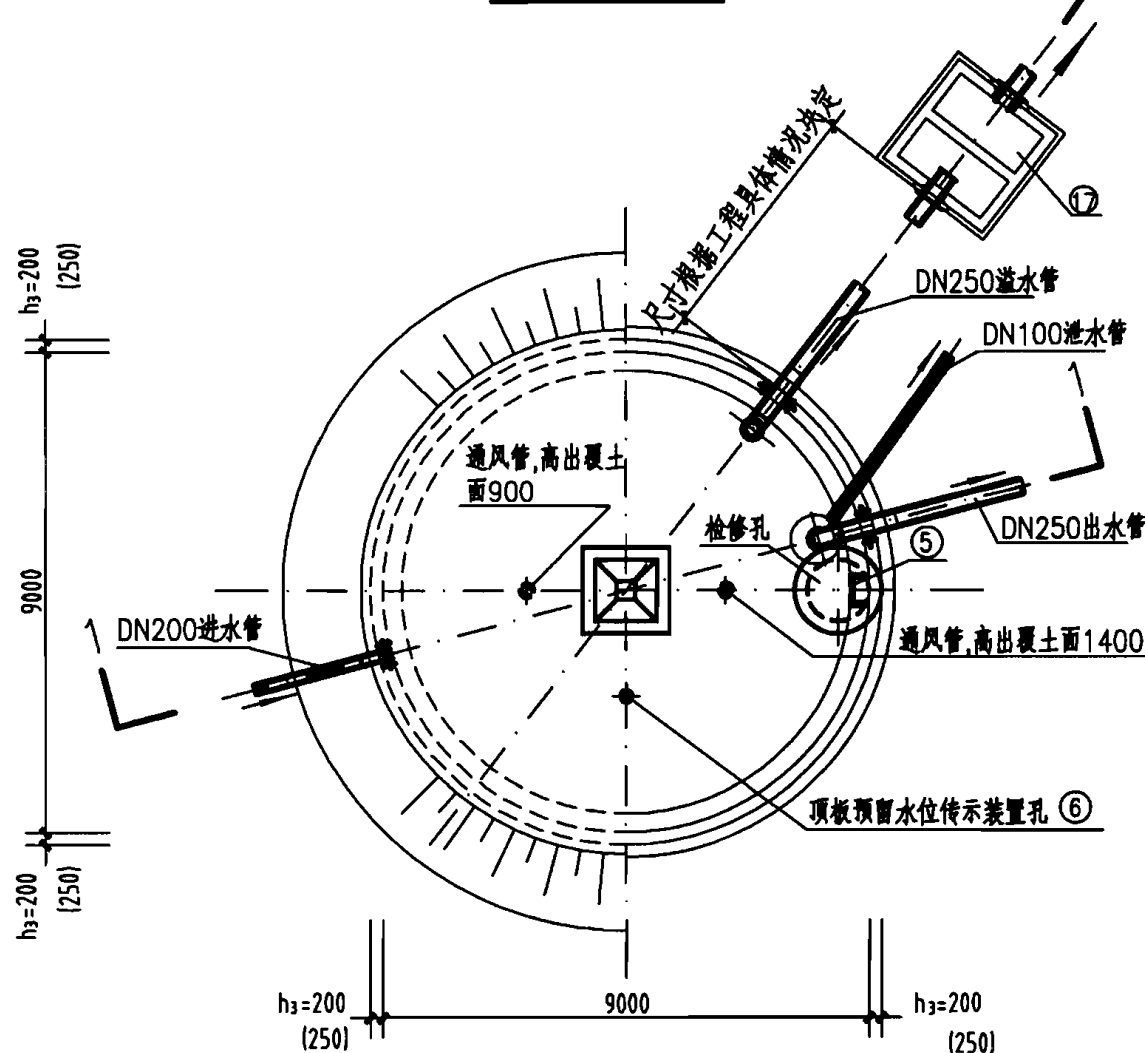 尺寸根据工程具体情况决定
⑰
h₃=200
(250)
DN250溢水管
DN100泄水管
1
通风管,高出覆土
面900
检修孔
⑤
DN250出水管
9000
DN200进水管
1
通风管,高出覆土面1400
顶板预留水位传示装置孔 ⑥
h₃=200
(250)
h₃=200
(250)
9000
h₃=200
(250)